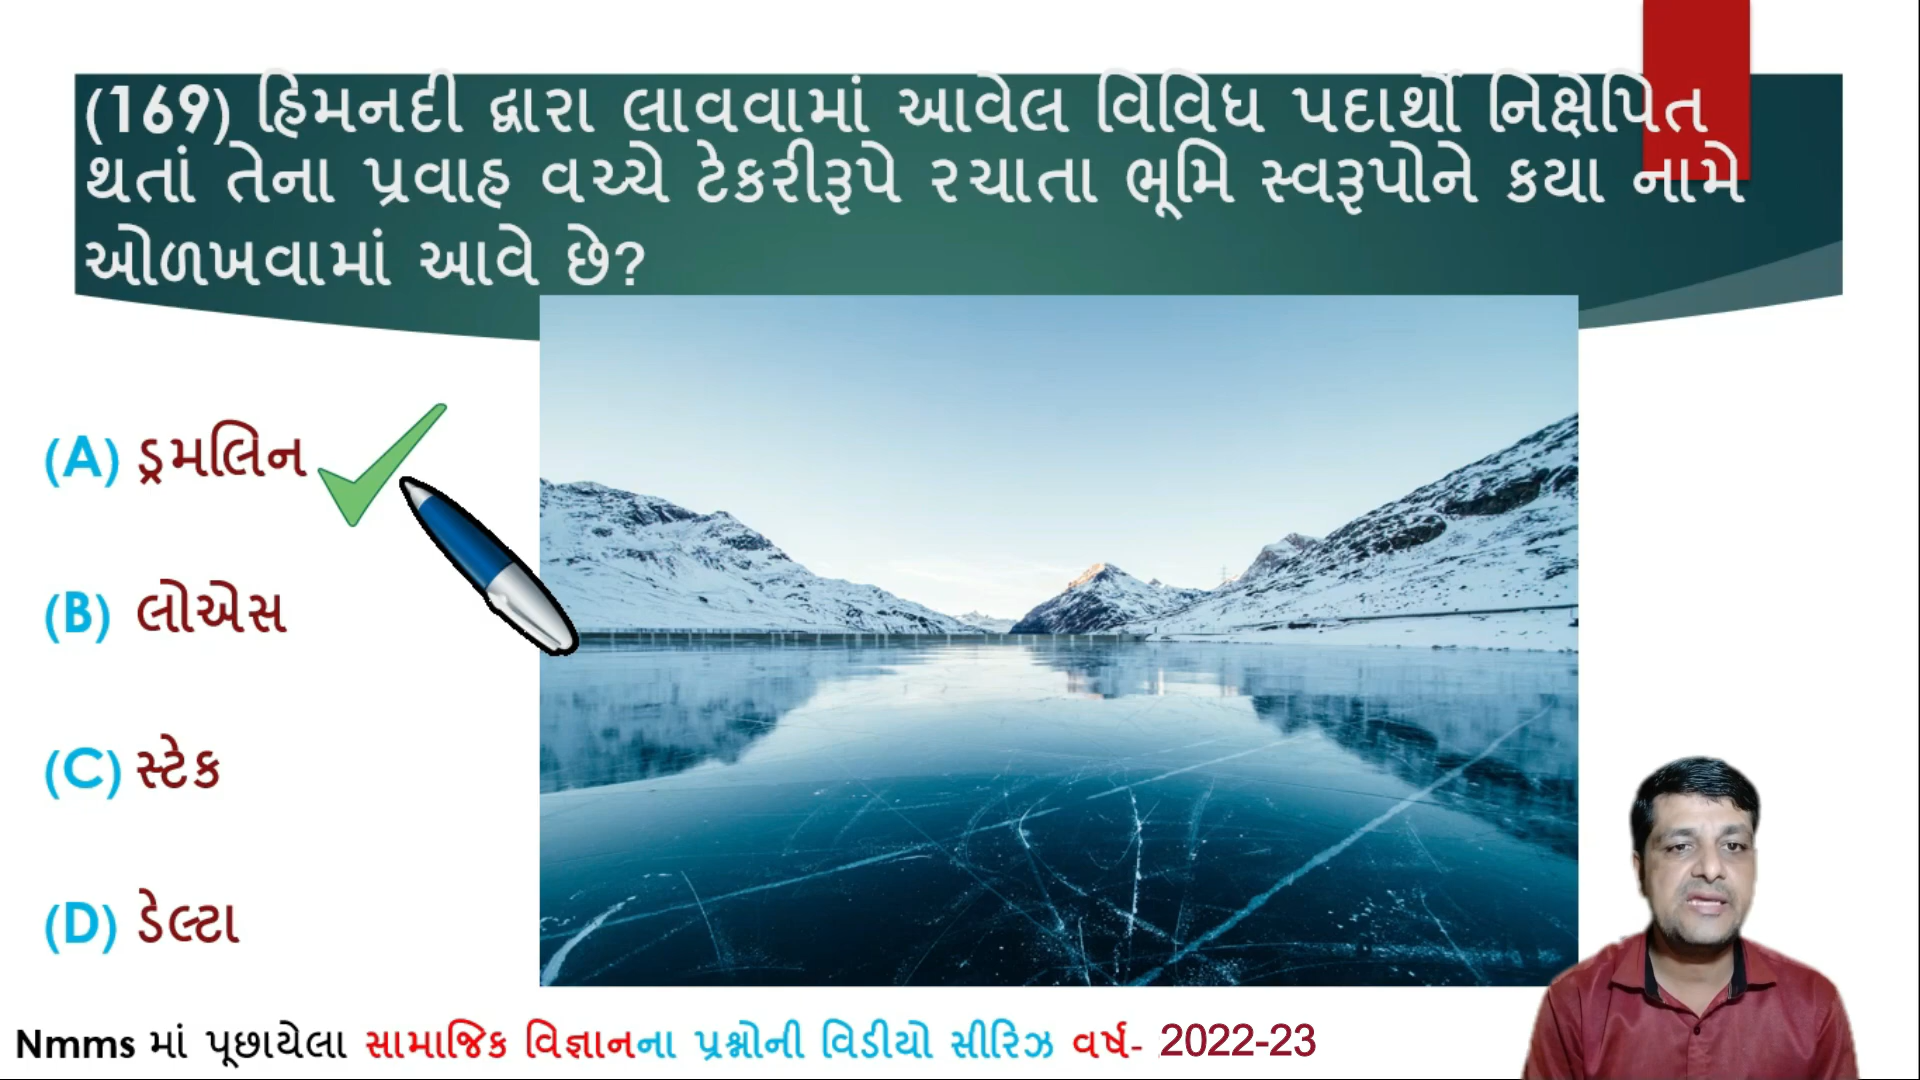 (169) હિમનદી દ્વારા લાવવામાં આવેલ વિવિધ પદાર્થો નિક્ષેપિત
થતાં તેના પ્રવાહ વચ્ચે ટેકરીરૂપે રચાતા ભૂમિ સ્વરૂપોને કયા નામે
ઓળખવામાં આવે છે?
(A) ડ્રમલિન
(B) લોએસ
(C) સ્ટેક
(D) ડેલ્ટા
Nmms માં પૂછાયેલા સામાજિક વિજ્ઞાનના પ્રશ્નોની વિડીયો સીરિઝ વર્ષ- 2022-23